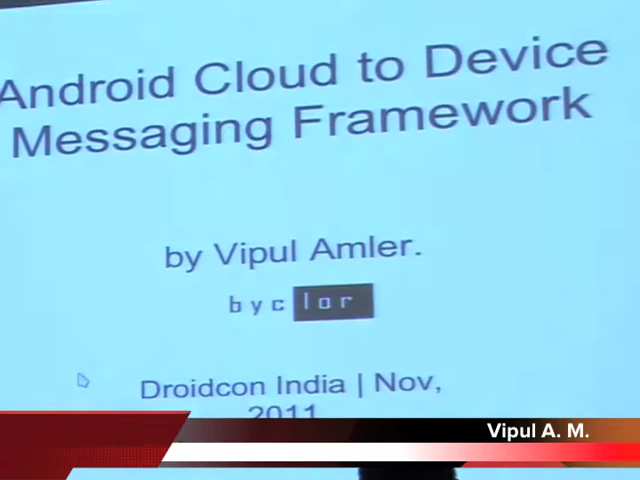 Android Cloud to Device
Messaging Framework
by Vipul Amler.
byclor
Droidcon India | Nov,
2011
Vipul A. M.